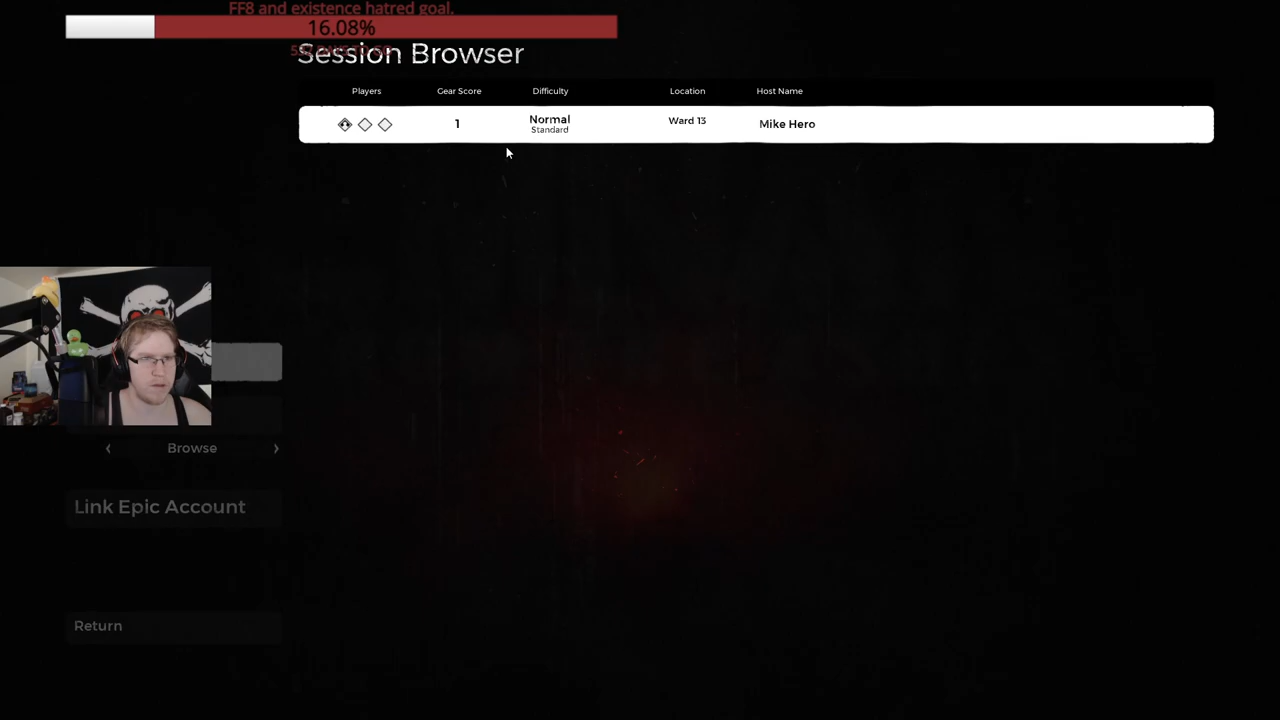 FF8 and existence hatred goal.
16.08%
Session Browser
Players Gear Score Difficulty Location Host Name
1 Normal Ward 13 Mike Hero
Standard
Browse
Link Epic Account
Return